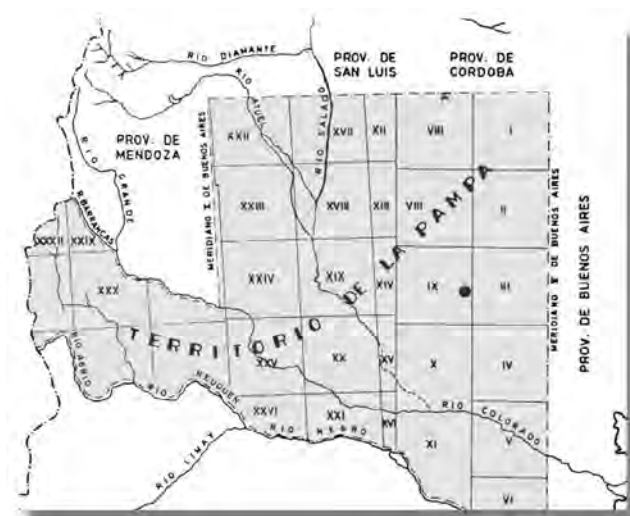 RIO DIAMANTE
PROV. DE
SAN LUIS
PROV. DE
CORDOBA
RIO ATUEL
RIO SALADO
PROV. DE
MENDOZA
RIO GRANDE
R. BARRANCAS
MERIDIANO X DE BUENOS AIRES
MERIDIANO V DE BUENOS AIRES
PROV. DE BUENOS AIRES
XXII
XVII
XII
VIII
I
XXIII
XVIII
XIII
VIII
II
XXXII
XXIX
XXX
XXIV
XIX
XIV
IX
III
TERRITORIO DE LA PAMPA
XXV
XX
XV
X
IV
RIO AGRIO
RIO NEUQUEN
XXVI
XXI
XVI
RIO COLORADO
RIO NEGRO
XI
V
RIO LIMAY
VI